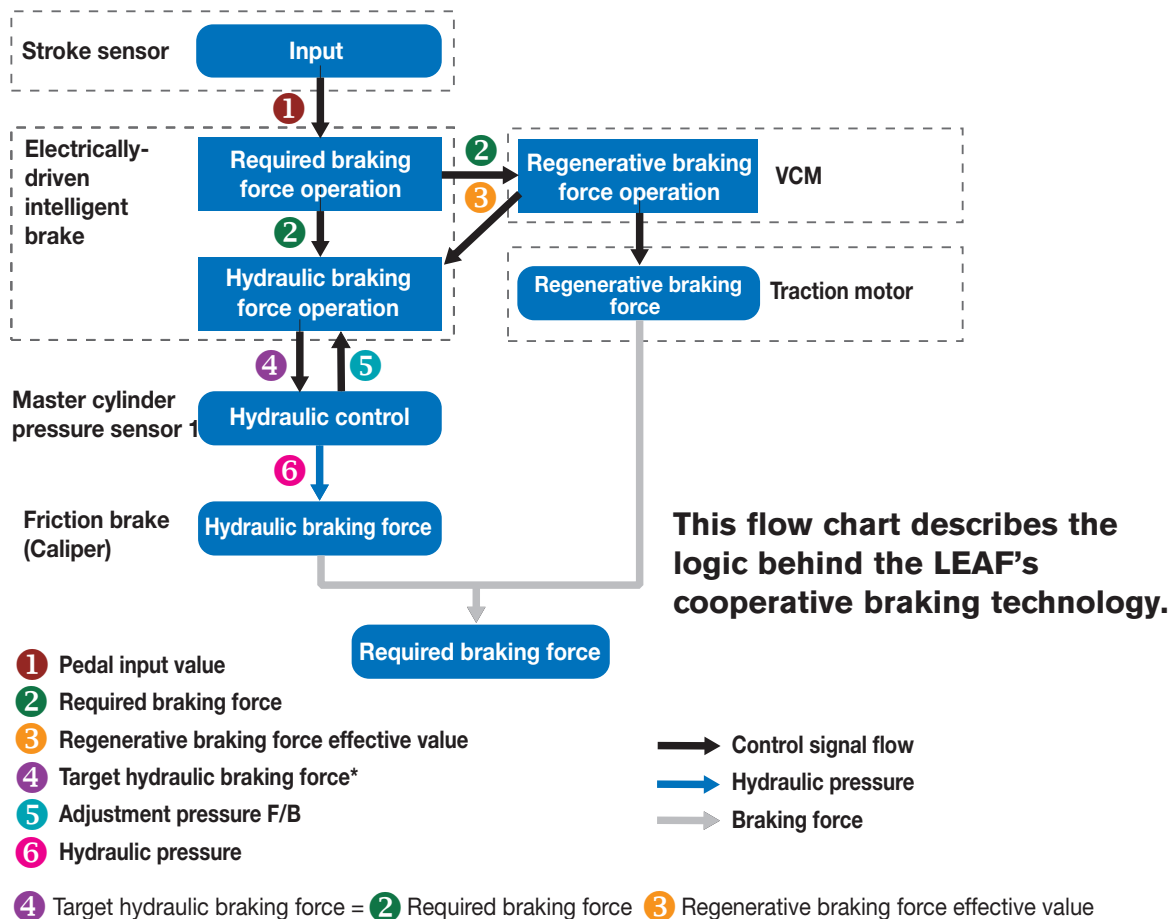 Stroke sensor
Input
1
Electrically-
driven
intelligent
brake
Required braking
force operation
2
3
Regenerative braking
force operation
VCM
2
Hydraulic braking
force operation
Regenerative braking
force
Traction motor
4
5
Master cylinder
pressure sensor 1
Hydraulic control
6
Friction brake
(Caliper)
Hydraulic braking force
This flow chart describes the
logic behind the LEAF’s
cooperative braking technology.
Required braking force
1 Pedal input value
2 Required braking force
3 Regenerative braking force effective value
4 Target hydraulic braking force*
5 Adjustment pressure F/B
6 Hydraulic pressure
Control signal flow
Hydraulic pressure
Braking force
4 Target hydraulic braking force = 2 Required braking force 3 Regenerative braking force effective value